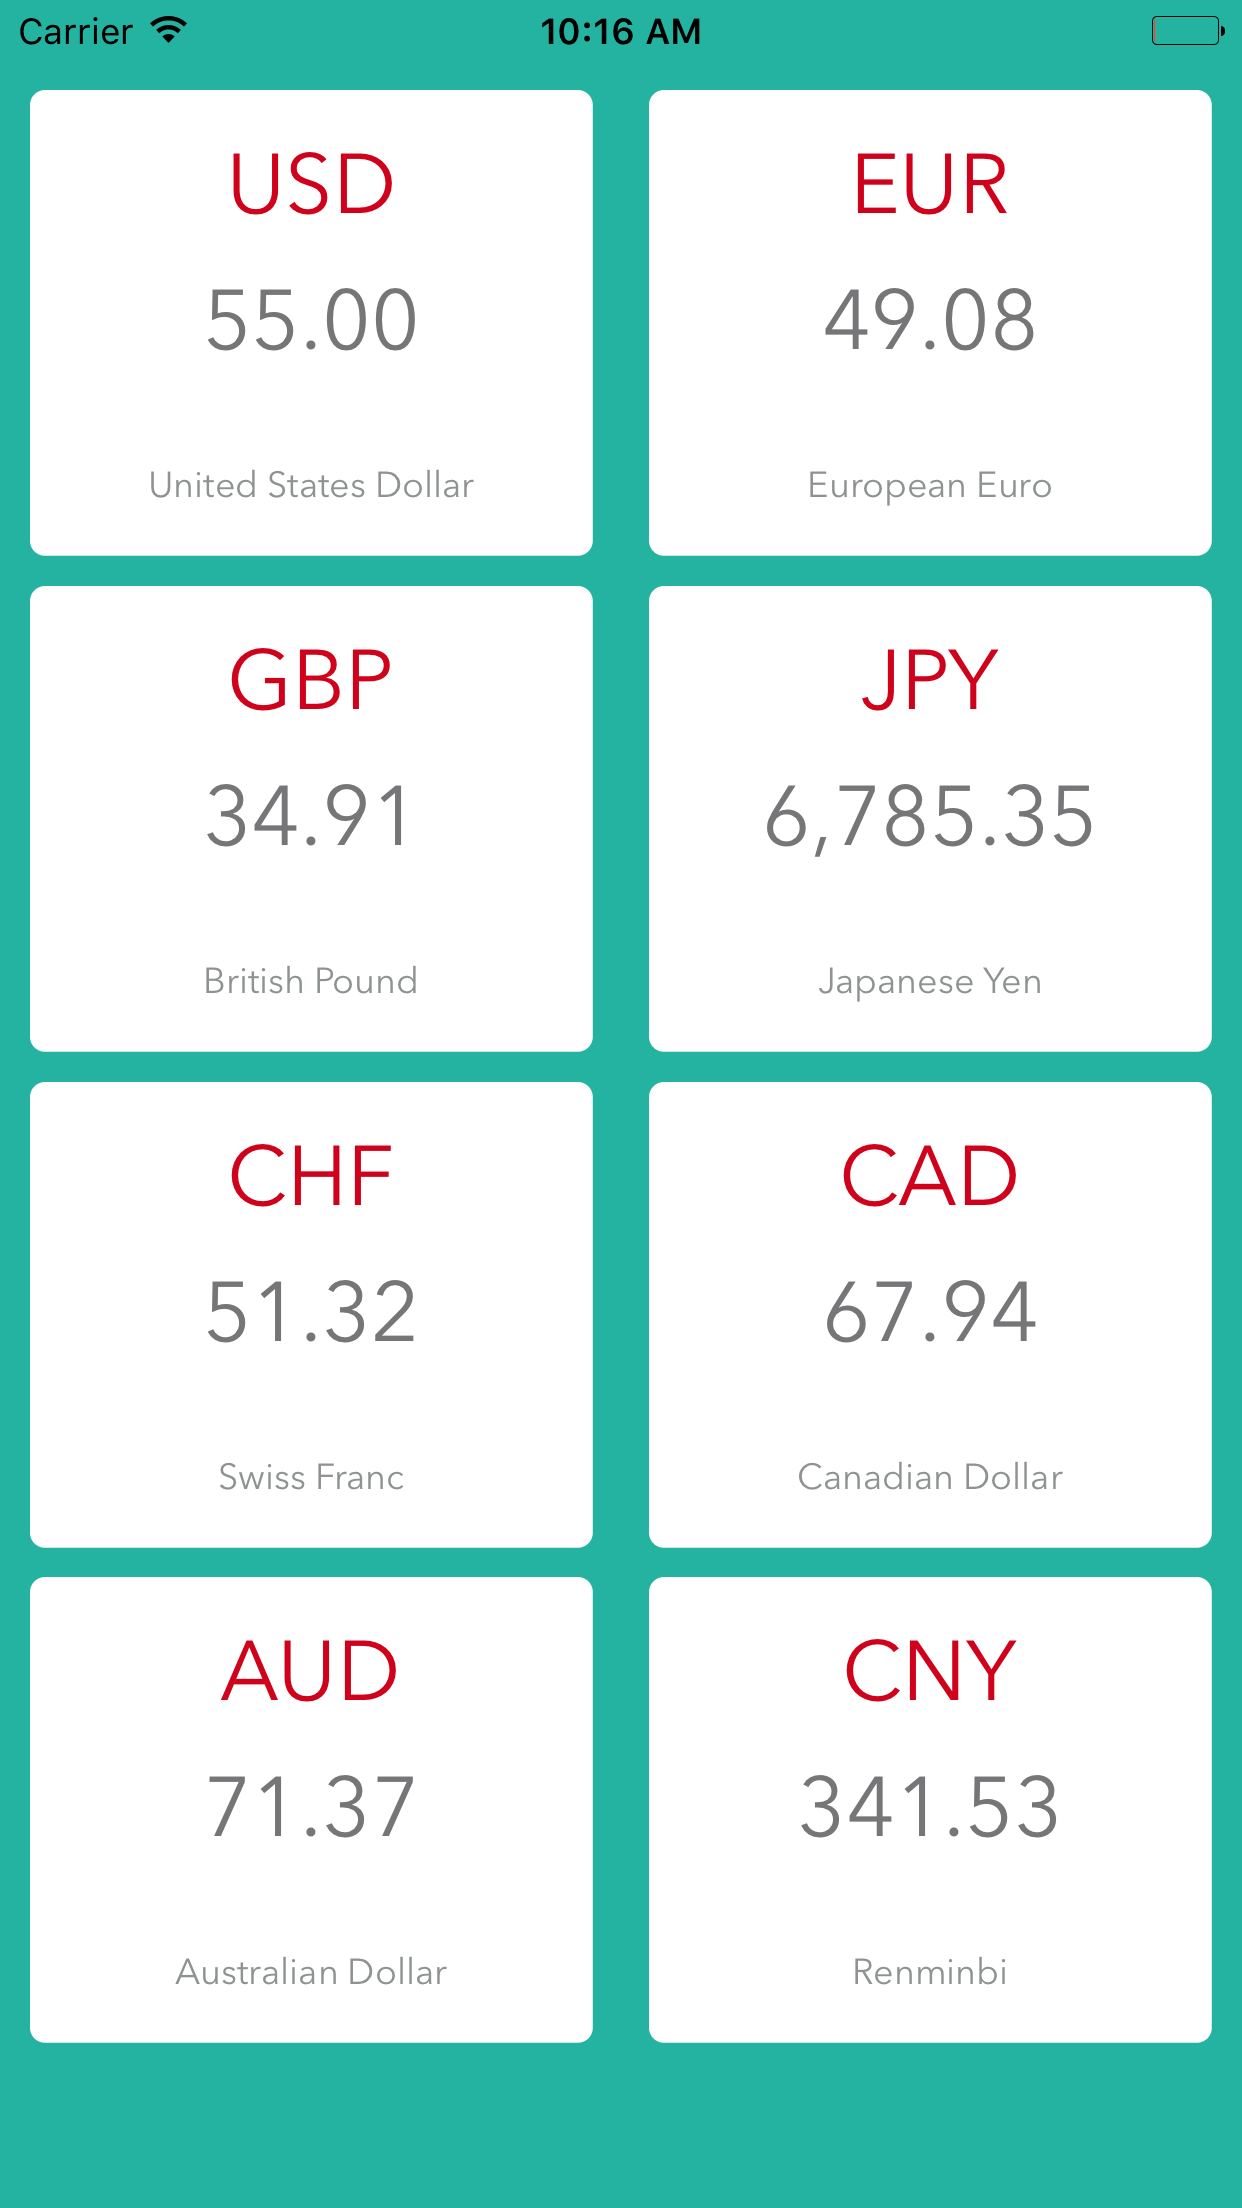 Carrier 10:16 AM
USD
55.00
United States Dollar
EUR
49.08
European Euro
GBP
34.91
British Pound
JPY
6,785.35
Japanese Yen
CHF
51.32
Swiss Franc
CAD
67.94
Canadian Dollar
AUD
71.37
Australian Dollar
CNY
341.53
Renminbi